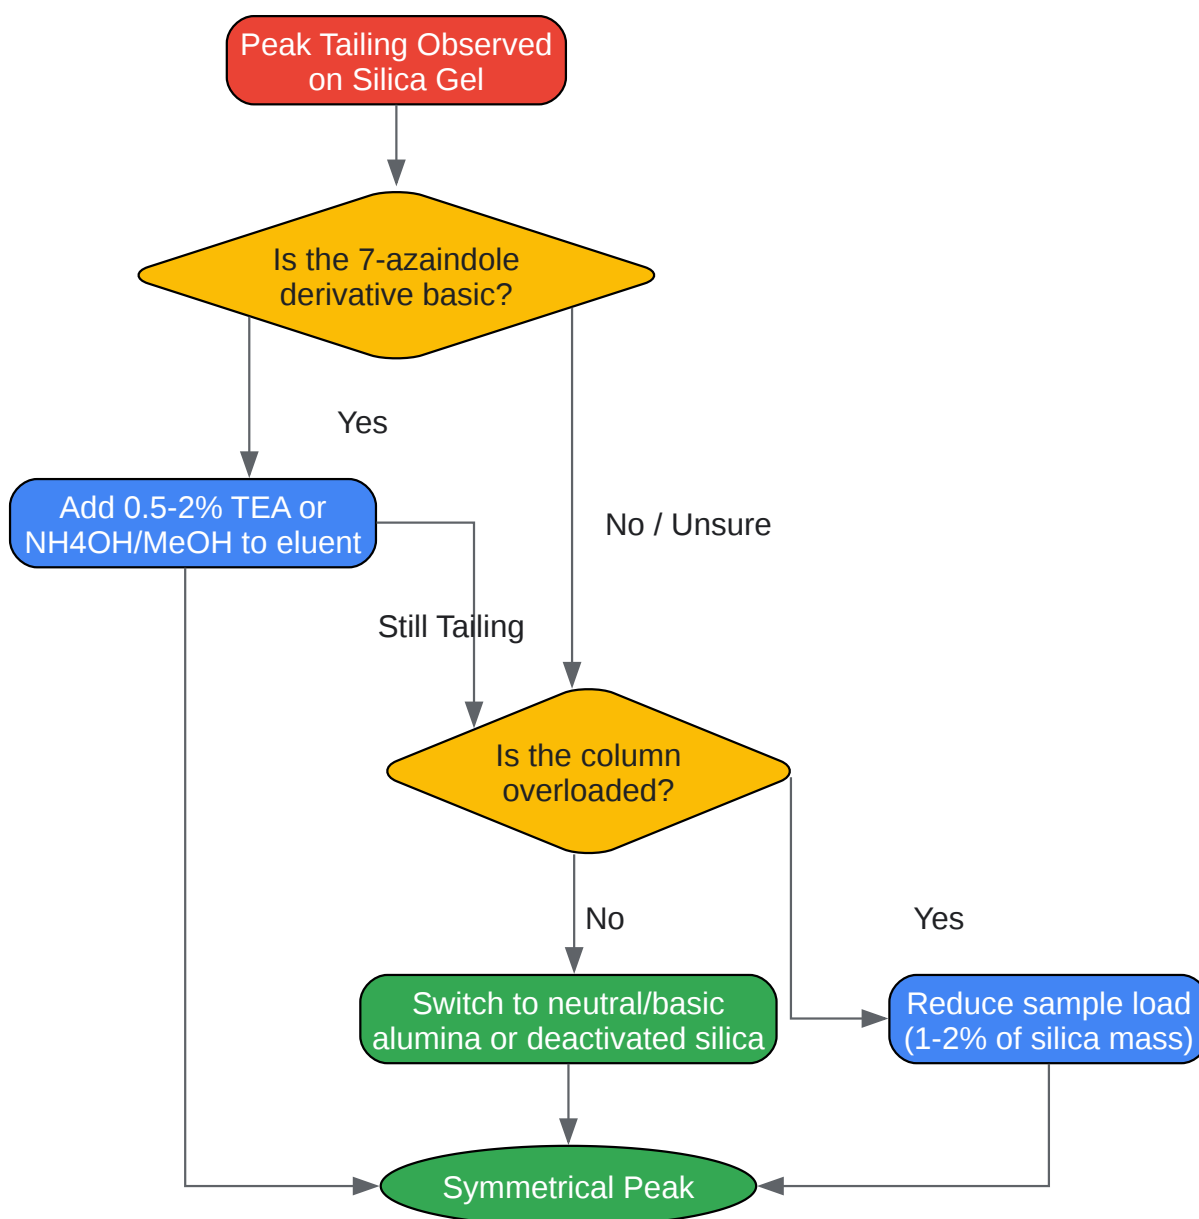 Peak Tailing Observed
on Silica Gel
Is the 7-azaindole
derivative basic?
Yes
Add 0.5-2% TEA or
NH4OH/MeOH to eluent
No / Unsure
Still Tailing
Is the column
overloaded?
No
Yes
Switch to neutral/basic
alumina or deactivated silica
Reduce sample load
(1-2% of silica mass)
Symmetrical Peak